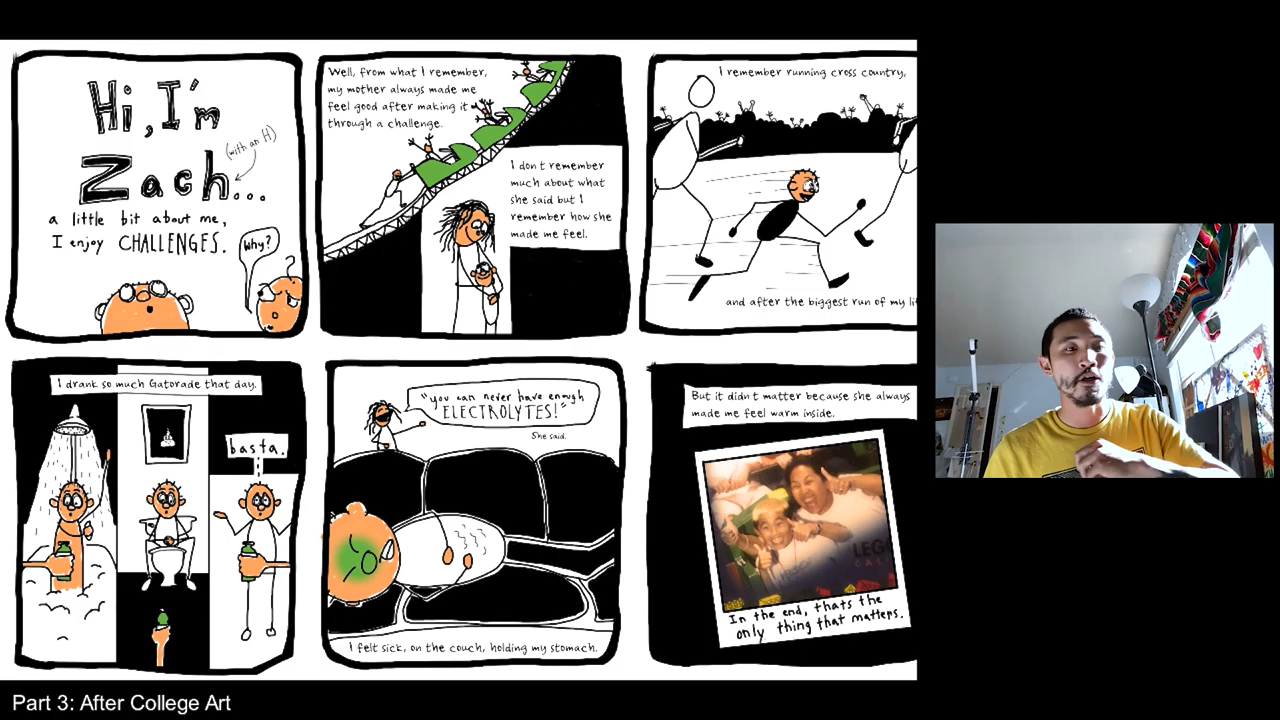 Hi, I'm
Zach...
(with an H)
a little bit about me,
I enjoy CHALLENGES.
Why?
Well, from what I remember,
my mother always made me
feel good after making it
through a challenge.
I don't remember
much about what
she said but I
remember how she
made me feel.
I remember running cross country,
and after the biggest run of my
I drank so much Gatorade that day.
basta.
"you can never have enough
ELECTROLYTES!"
She said.
I felt sick, on the couch, holding my stomach.
But it didn't matter because she always
made me feel warm inside.
LEG
CAL
In the end, thats the
only thing that matters.
Part 3: After College Art